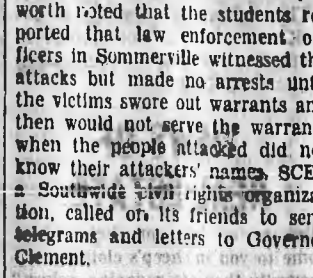 worth noted that the students re
ported that law enforcement o
ficers in Sommerville witnessed th
attacks but made no arrests unt
the victims swore out warrants an
then would not serve the warran
when the people attacked did no
know their attackers' names. SCE
a Southwide civil rights organiza
tion, called on its friends to sen
telegrams and letters to Governo
Clement.